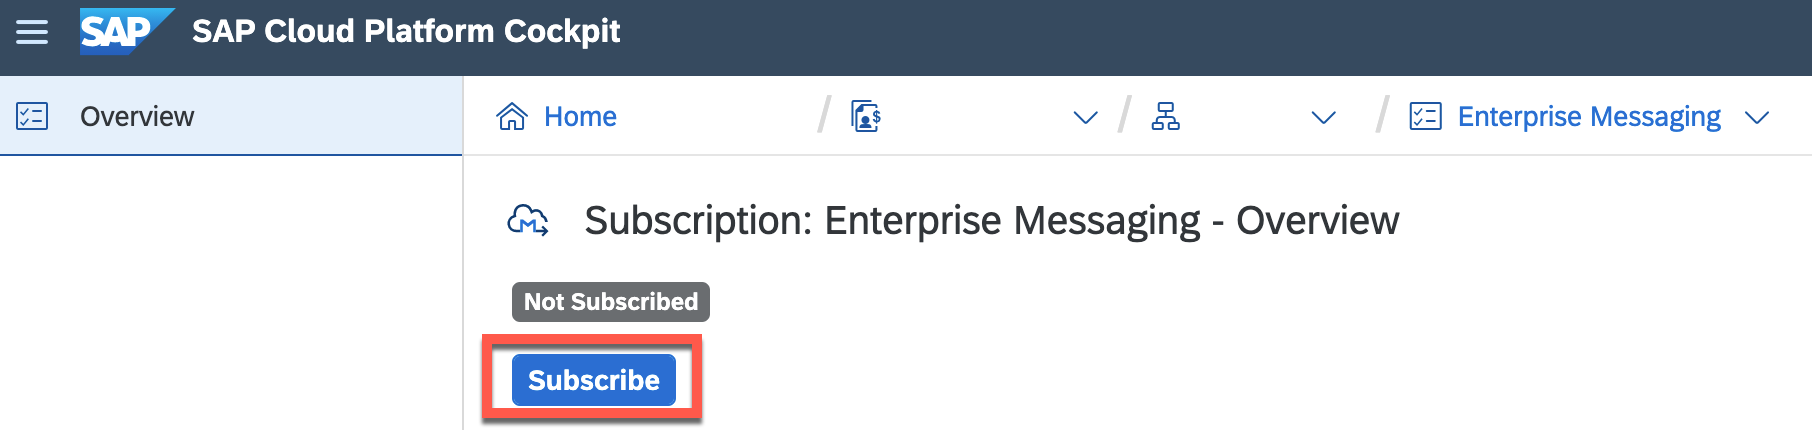 SAP SAP Cloud Platform Cockpit
Overview
Home / $ / / Enterprise Messaging
Subscription: Enterprise Messaging - Overview
Not Subscribed
Subscribe